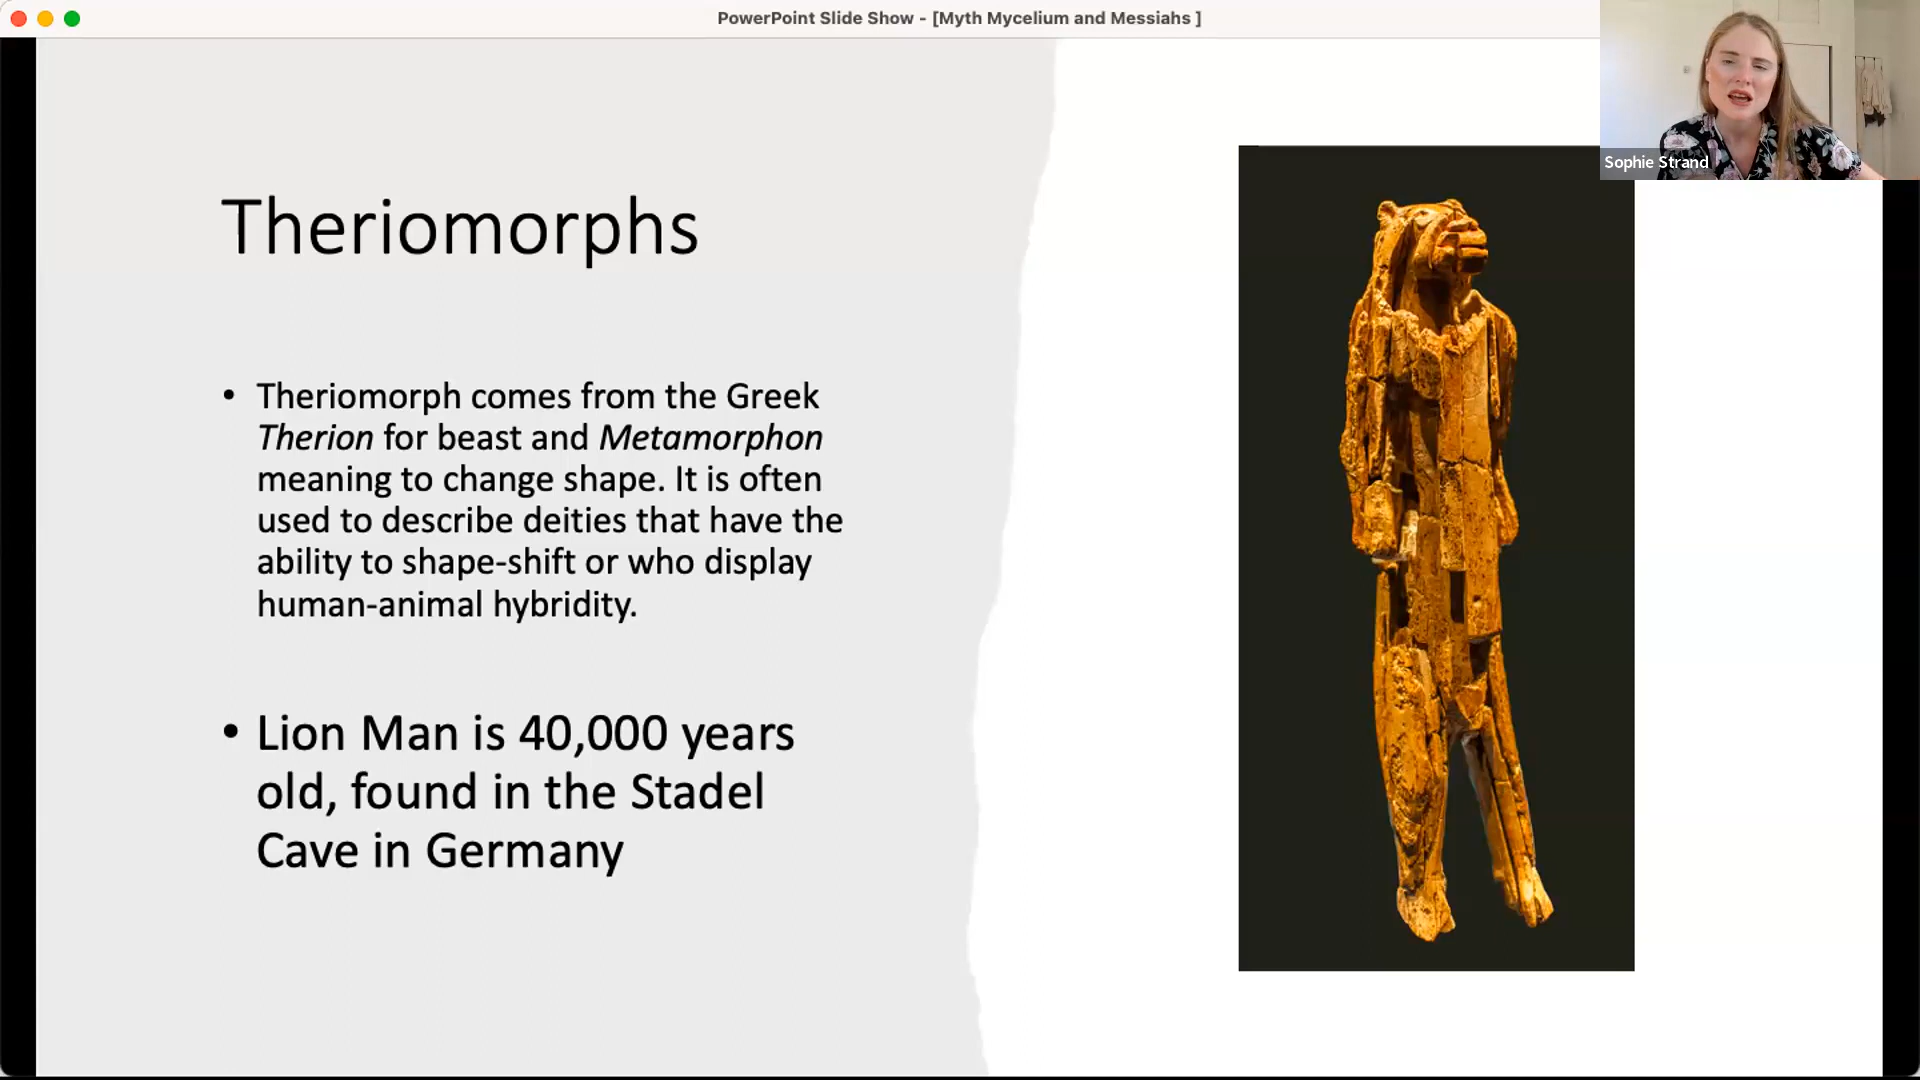 PowerPoint Slide Show - [Myth Mycelium and Messiahs ]
Sophie Strand
Theriomorphs
• Theriomorph comes from the Greek
Therion for beast and Metamorphon
meaning to change shape. It is often
used to describe deities that have the
ability to shape-shift or who display
human-animal hybridity.
• Lion Man is 40,000 years
old, found in the Stadel
Cave in Germany